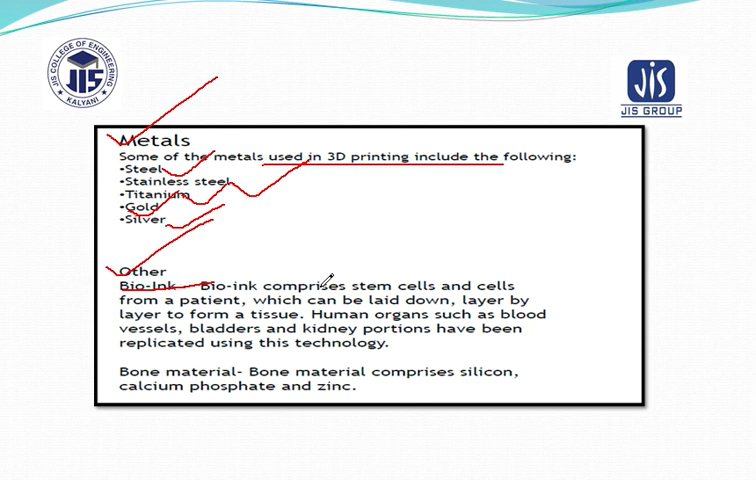 JIS COLLEGE OF ENGINEERING
JIS
KALYANI
JIS
JIS GROUP
Metals
Some of the metals used in 3D printing include the following:
•Steel
•Stainless steel
•Titanium
•Gold
•Silver
Other
Bio-Ink - Bio-ink comprises stem cells and cells
from a patient, which can be laid down, layer by
layer to form a tissue. Human organs such as blood
vessels, bladders and kidney portions have been
replicated using this technology.
Bone material- Bone material comprises silicon,
calcium phosphate and zinc.